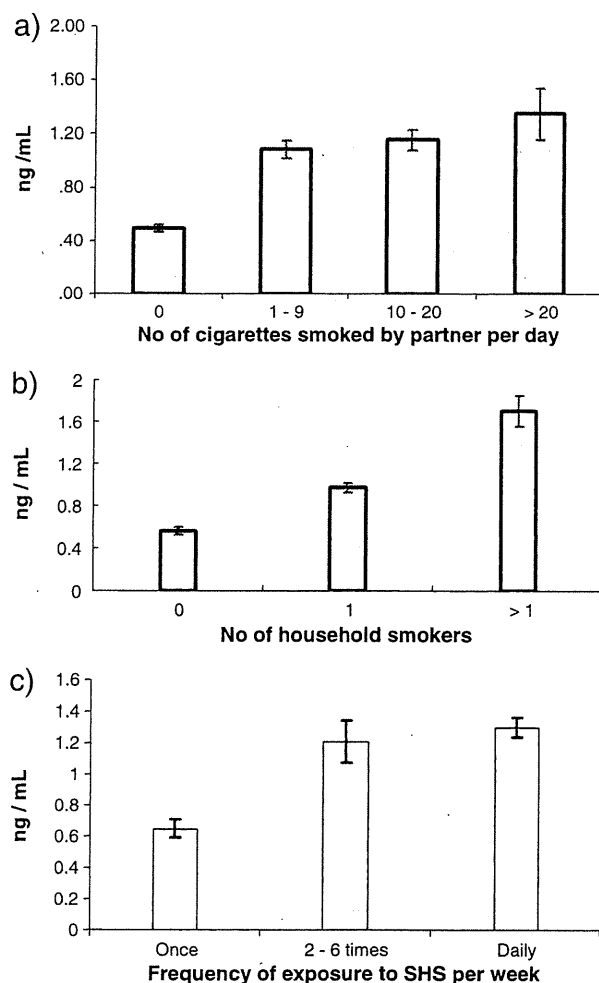 a)
2.00
1.60
1.20
.80
.40
.00
ng /mL
0 1 - 9 10 - 20 > 20
No of cigarettes smoked by partner per day
b)
2
1.6
1.2
0.8
0.4
0
ng / mL
0 1 > 1
No of household smokers
c)
1.6
1.4
1.2
1
0.8
0.6
0.4
0.2
0
ng / mL
Once 2 - 6 times Daily
Frequency of exposure to SHS per week